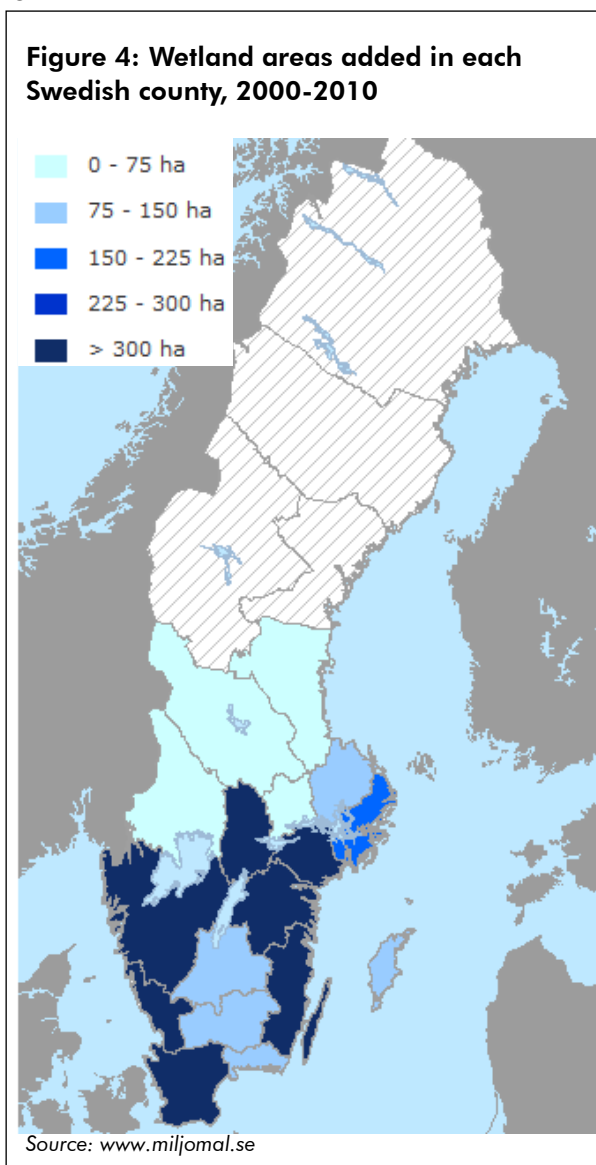 Figure 4: Wetland areas added in each
Swedish county, 2000-2010
0 - 75 ha
75 - 150 ha
150 - 225 ha
225 - 300 ha
> 300 ha
Source: www.miljomal.se